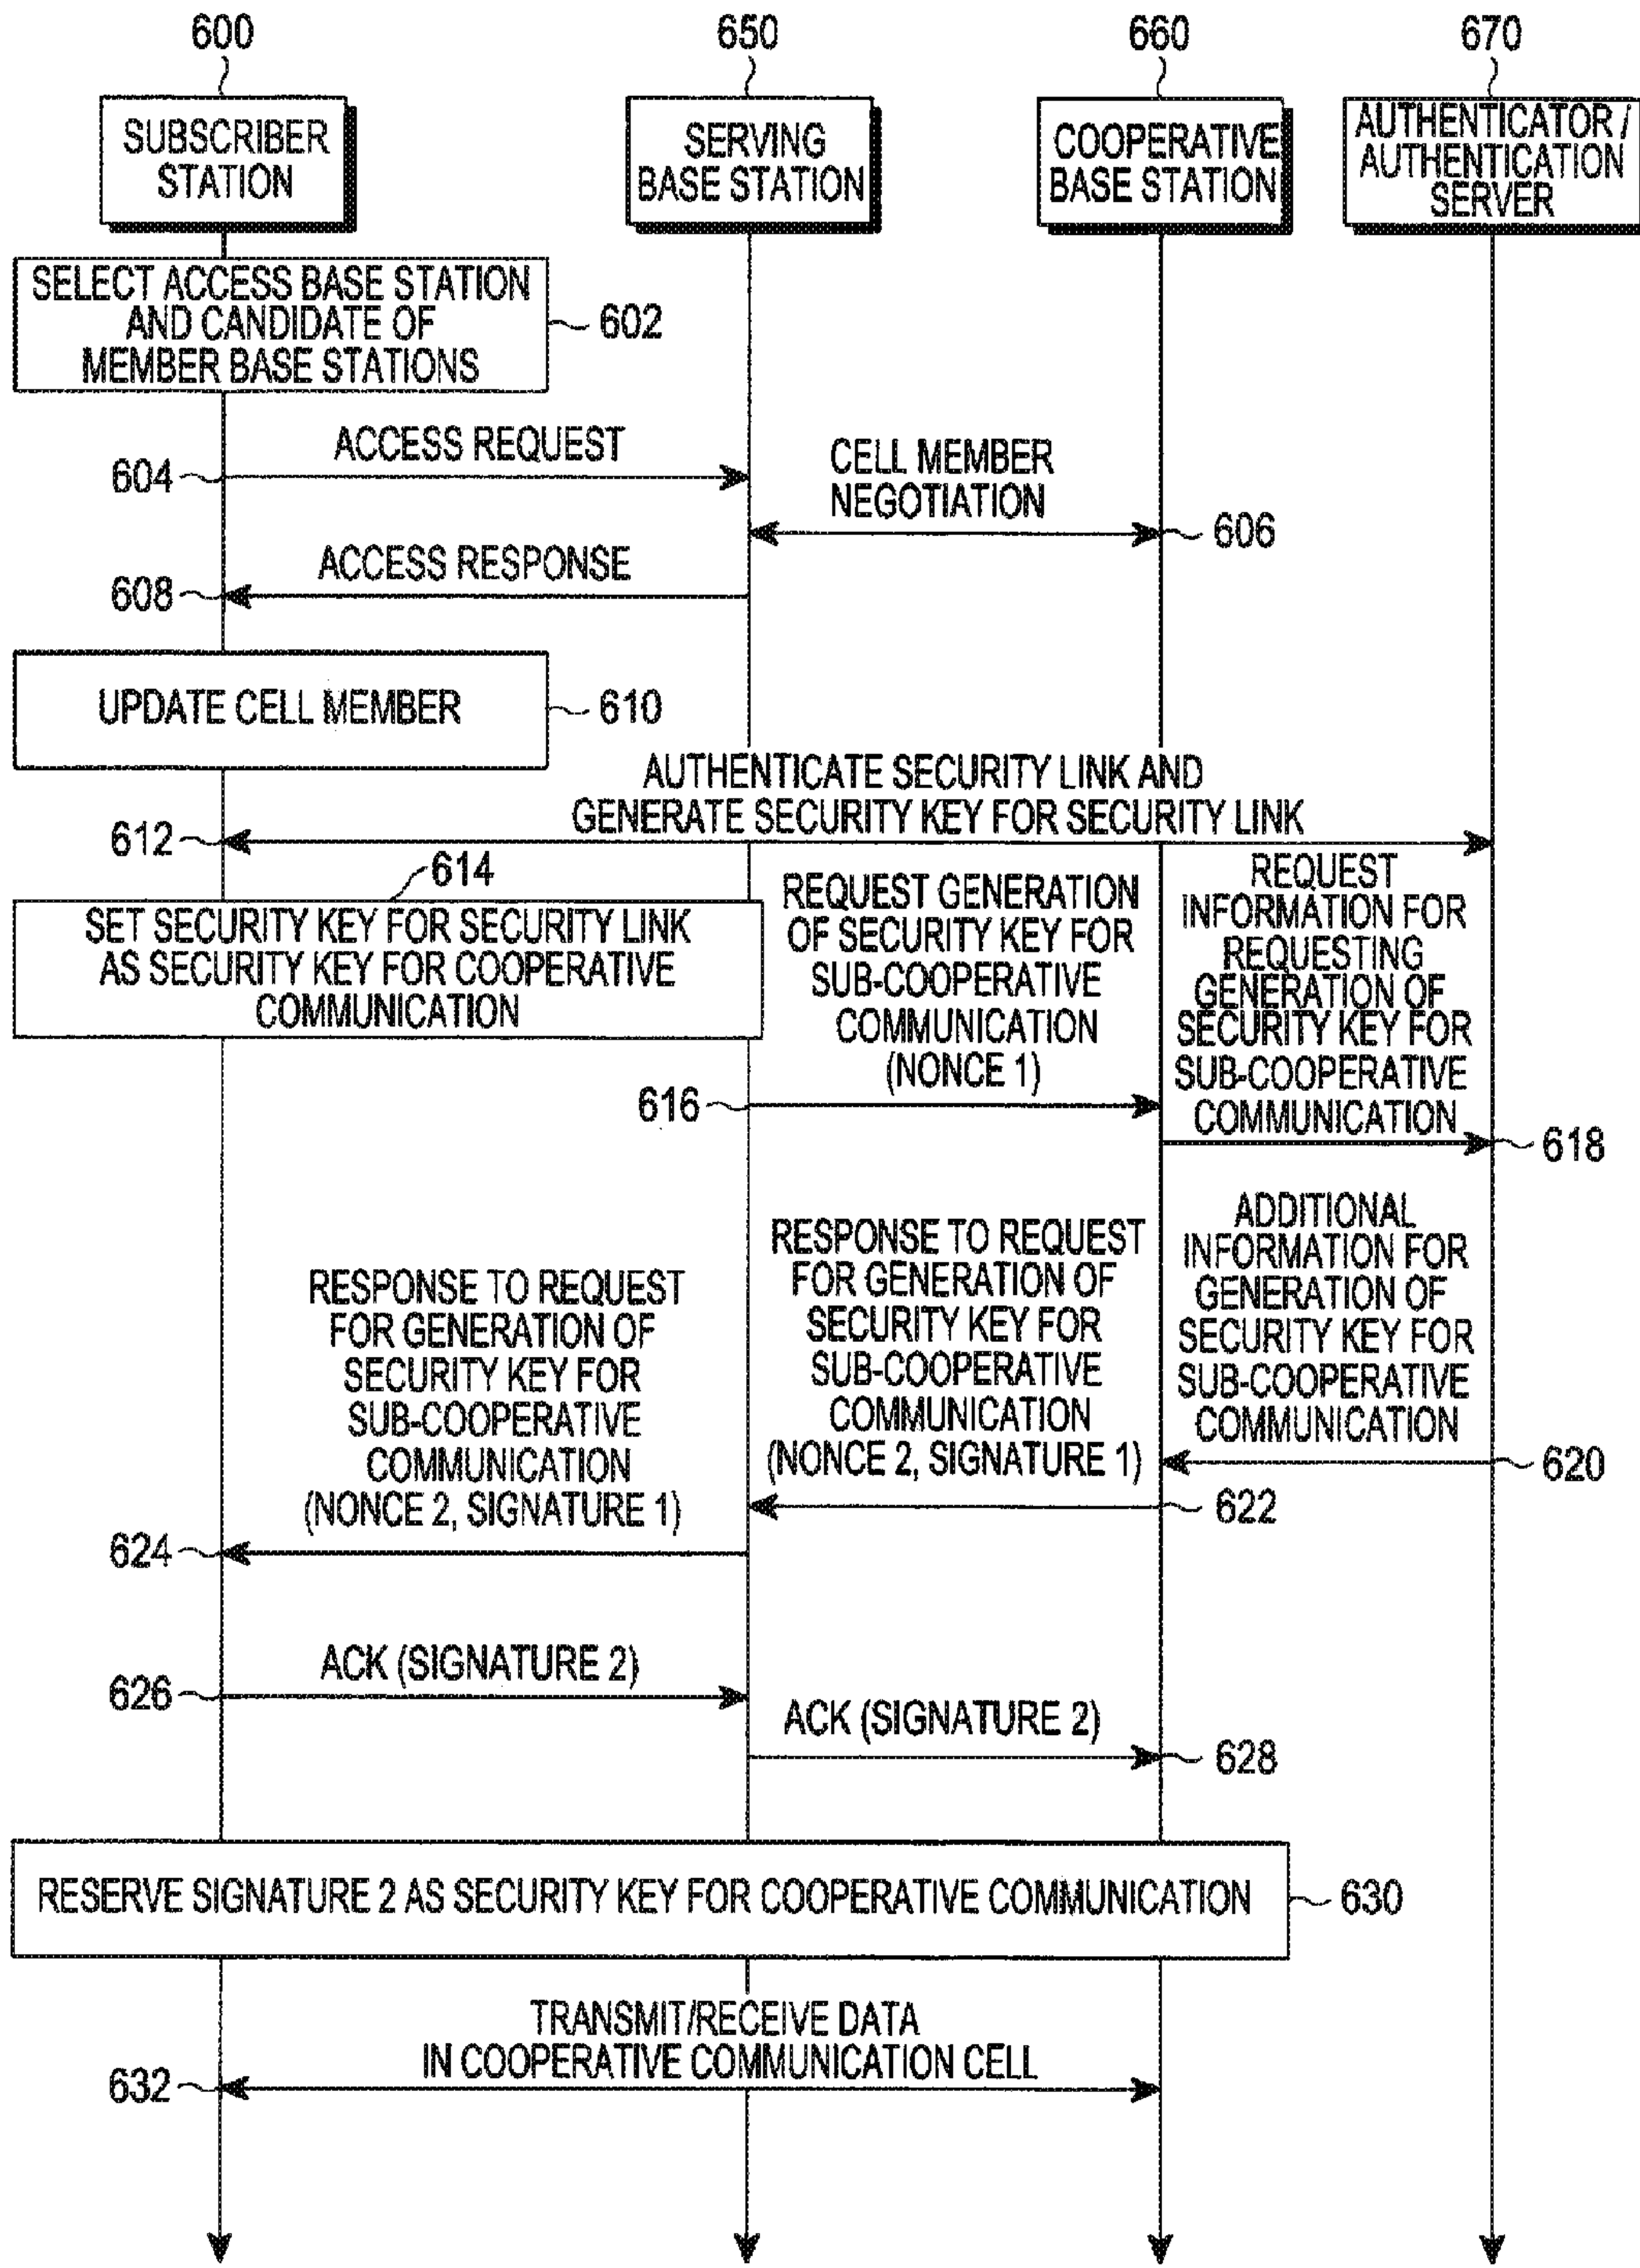 600
650
660
670
SUBSCRIBER
STATION
SERVING
BASE STATION
COOPERATIVE
BASE STATION
AUTHENTICATOR /
AUTHENTICATION
SERVER
SELECT ACCESS BASE STATION
AND CANDIDATE OF
MEMBER BASE STATIONS
602
ACCESS REQUEST
604
CELL MEMBER
NEGOTIATION
606
ACCESS RESPONSE
608
UPDATE CELL MEMBER
610
AUTHENTICATE SECURITY LINK AND
GENERATE SECURITY KEY FOR SECURITY LINK
612
614
SET SECURITY KEY FOR SECURITY LINK
AS SECURITY KEY FOR COOPERATIVE
COMMUNICATION
REQUEST GENERATION
OF SECURITY KEY FOR
SUB-COOPERATIVE
COMMUNICATION
(NONCE 1)
616
REQUEST
INFORMATION FOR
REQUESTING
GENERATION OF
SECURITY KEY FOR
SUB-COOPERATIVE
COMMUNICATION
618
ADDITIONAL
INFORMATION FOR
GENERATION OF
SECURITY KEY FOR
SUB-COOPERATIVE
COMMUNICATION
620
RESPONSE TO REQUEST
FOR GENERATION OF
SECURITY KEY FOR
SUB-COOPERATIVE
COMMUNICATION
(NONCE 2, SIGNATURE 1)
622
RESPONSE TO REQUEST
FOR GENERATION OF
SECURITY KEY FOR
SUB-COOPERATIVE
COMMUNICATION
(NONCE 2, SIGNATURE 1)
624
ACK (SIGNATURE 2)
626
ACK (SIGNATURE 2)
628
RESERVE SIGNATURE 2 AS SECURITY KEY FOR COOPERATIVE COMMUNICATION
630
TRANSMIT/RECEIVE DATA
IN COOPERATIVE COMMUNICATION CELL
632